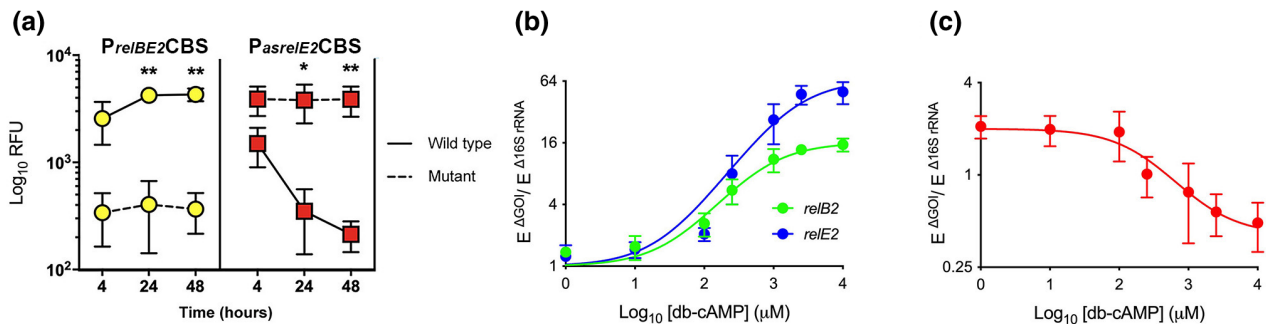 (a)
PrelBE2CBS PasrelE2CBS
** ** * **
Log10 RFU
10^4
10^3
10^2
4 24 48 4 24 48
Time (hours)
Wild type
Mutant
(b)
E ΔGOI/ E Δ16S rRNA
64
16
4
1
0 1 2 3 4
Log10 [db-cAMP] (μM)
relB2
relE2
(c)
E ΔGOI/ E Δ16S rRNA
4
1
0.25
0 1 2 3 4
Log10 [db-cAMP] (μM)